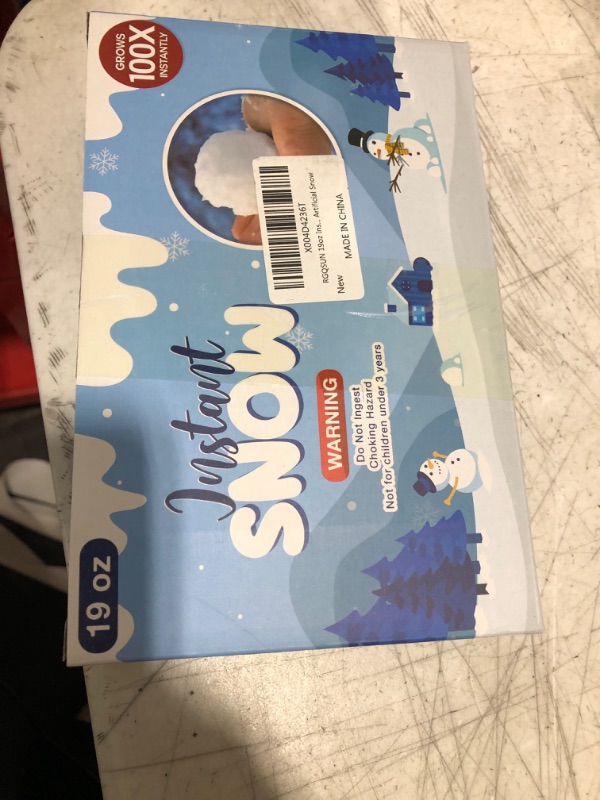 GROWS
100X
INSTANTLY
X004D4236T
RGQSUN 19oz Ins... Artificial Snow
New
MADE IN CHINA
Instant
SNOW
WARNING
Do Not Ingest
Choking Hazard
Not for children under 3 years
19 oz